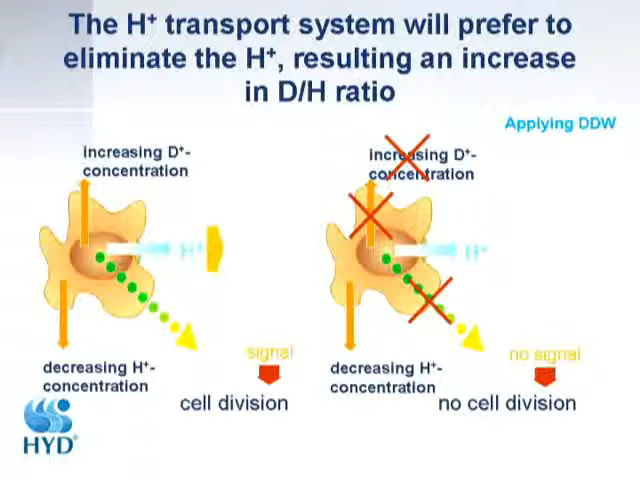 The H⁺ transport system will prefer to
eliminate the H⁺, resulting an increase
in D/H ratio
Applying DDW
increasing D⁺-
concentration
increasing D⁺-
concentration
H⁺
H⁺
decreasing H⁺-
concentration
signal
cell division
decreasing H⁺-
concentration
no signal
no cell division
HYD